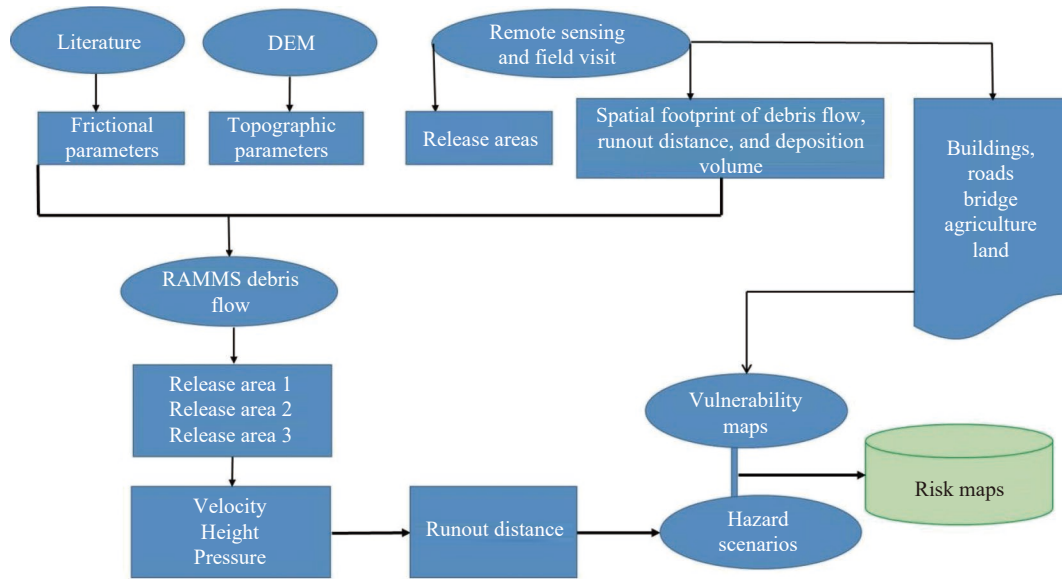 Literature
DEM
Remote sensing
and field visit
Frictional
parameters
Topographic
parameters
Release areas
Spatial footprint of debris flow,
runout distance, and deposition
volume
Buildings,
roads
bridge
agriculture
land
RAMMS debris
flow
Release area 1
Release area 2
Release area 3
Vulnerability
maps
Risk maps
Velocity
Height
Pressure
Runout distance
Hazard
scenarios